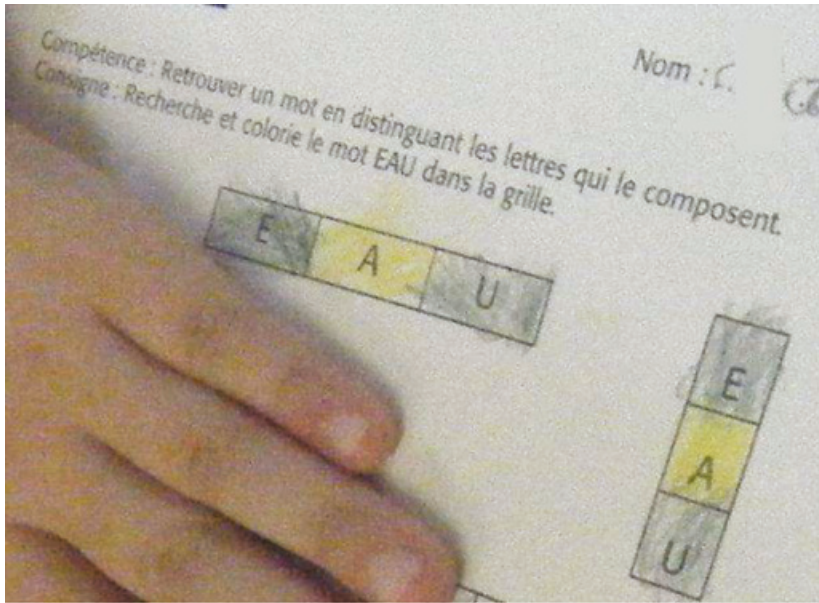 Nom :
Compétence : Retrouver un mot en distinguant les lettres qui le composent.
Consigne : Recherche et colorie le mot EAU dans la grille.
E A U
E
A
U